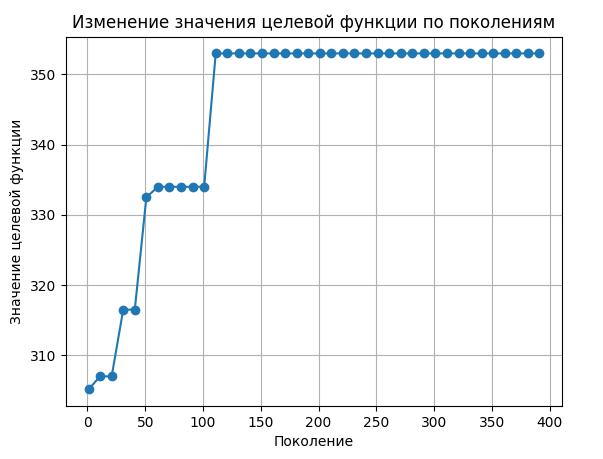 Изменение значения целевой функции по поколениям
Значение целевой функции
350
340
330
320
310
0 50 100 150 200 250 300 350 400
Поколение